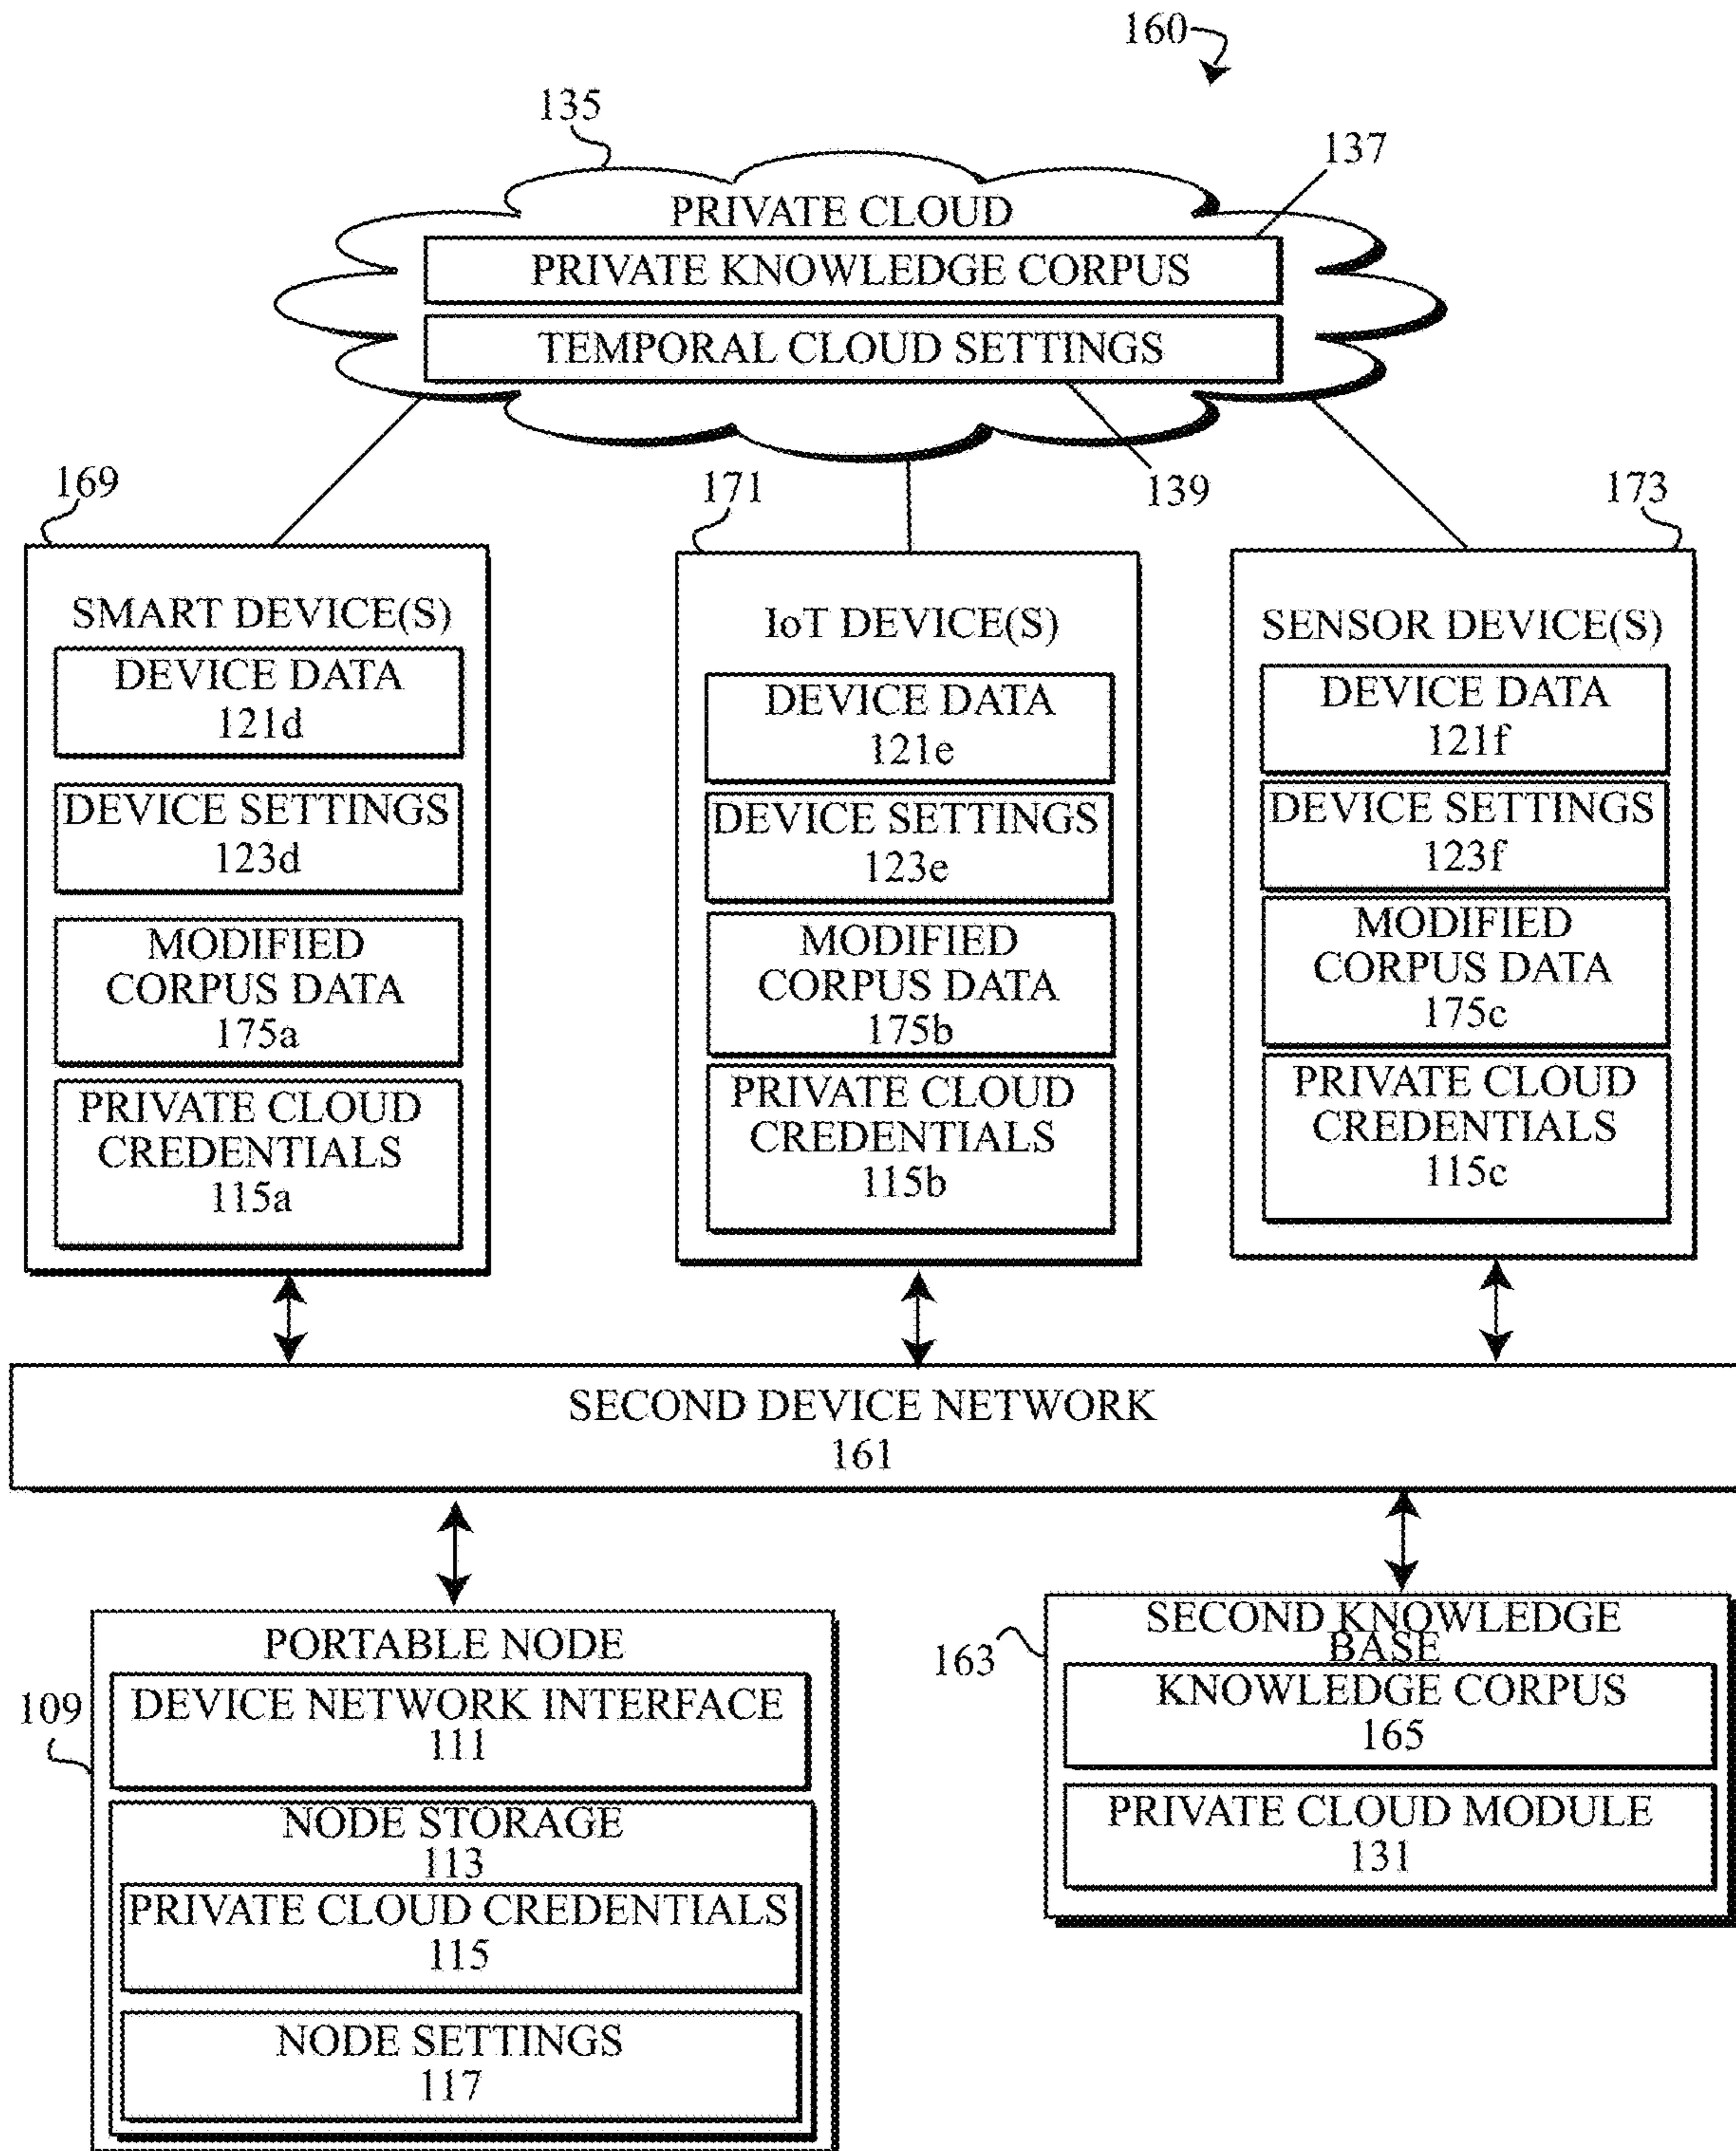 160
135
137
PRIVATE CLOUD
PRIVATE KNOWLEDGE CORPUS
TEMPORAL CLOUD SETTINGS
139
169
SMART DEVICE(S)
DEVICE DATA
121d
DEVICE SETTINGS
123d
MODIFIED
CORPUS DATA
175a
PRIVATE CLOUD
CREDENTIALS
115a
171
IoT DEVICE(S)
DEVICE DATA
121e
DEVICE SETTINGS
123e
MODIFIED
CORPUS DATA
175b
PRIVATE CLOUD
CREDENTIALS
115b
173
SENSOR DEVICE(S)
DEVICE DATA
121f
DEVICE SETTINGS
123f
MODIFIED
CORPUS DATA
175c
PRIVATE CLOUD
CREDENTIALS
115c
SECOND DEVICE NETWORK
161
109
PORTABLE NODE
DEVICE NETWORK INTERFACE
111
NODE STORAGE
113
PRIVATE CLOUD CREDENTIALS
115
NODE SETTINGS
117
163
SECOND KNOWLEDGE
BASE
KNOWLEDGE CORPUS
165
PRIVATE CLOUD MODULE
131